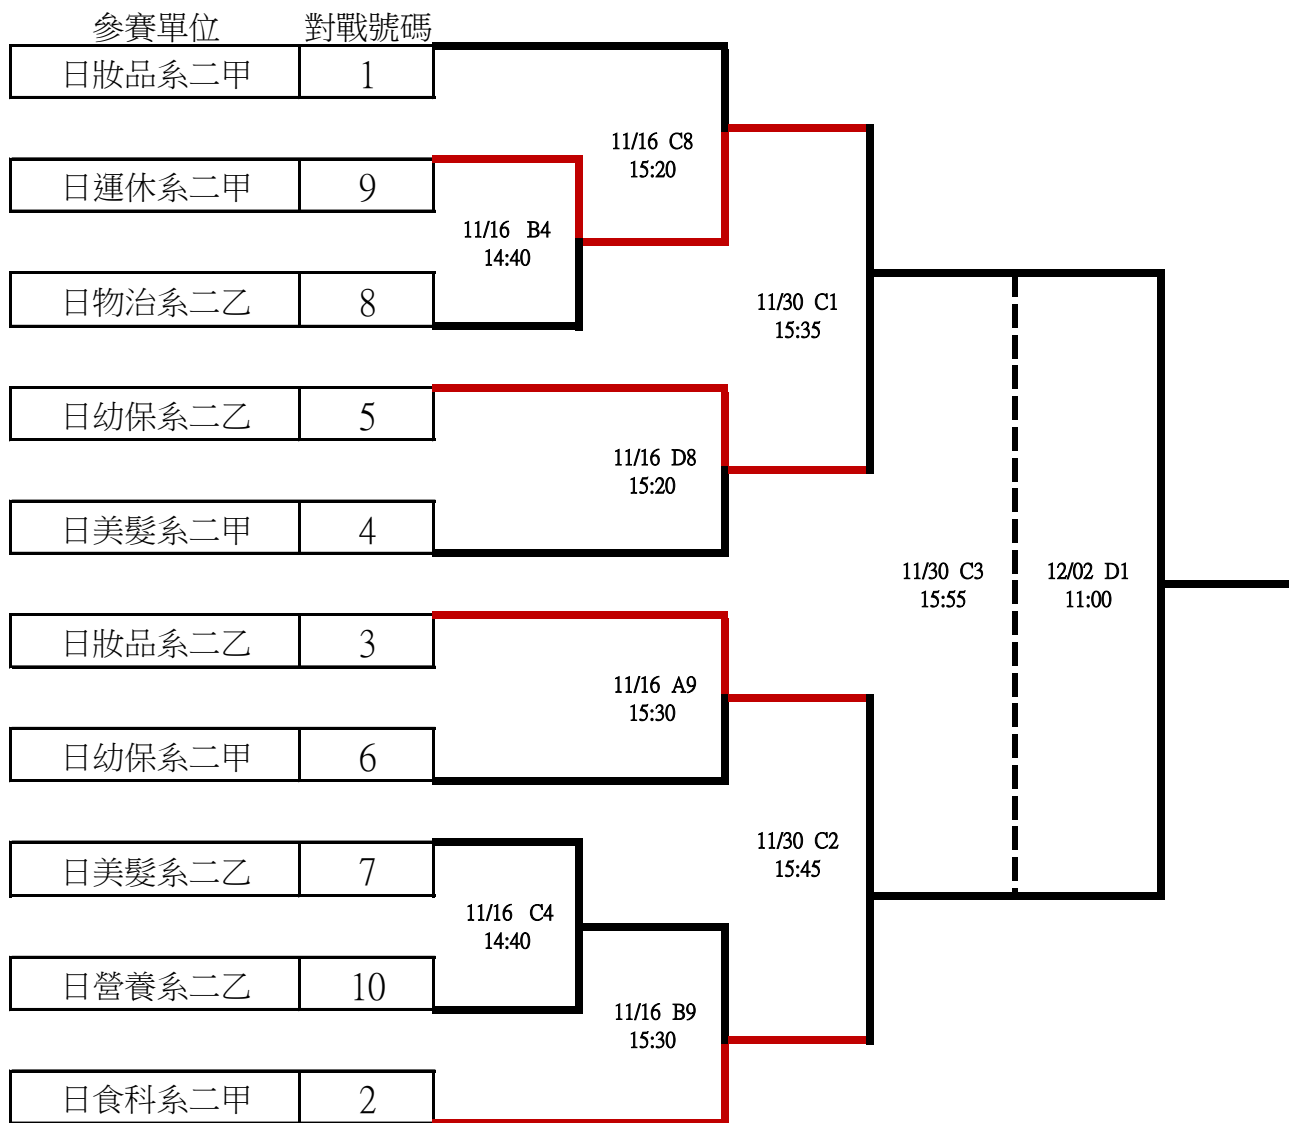 參賽單位 對戰號碼
日妝品系二甲 1
11/16 C8
15:20
日運休系二甲 9
11/16 B4
14:40
日物治系二乙 8
11/30 C1
15:35
日幼保系二乙 5
11/16 D8
15:20
日美髮系二甲 4
11/30 C3
15:55
12/02 D1
11:00
日妝品系二乙 3
11/16 A9
15:30
日幼保系二甲 6
11/30 C2
15:45
日美髮系二乙 7
11/16 C4
14:40
日營養系二乙 10
11/16 B9
15:30
日食科系二甲 2